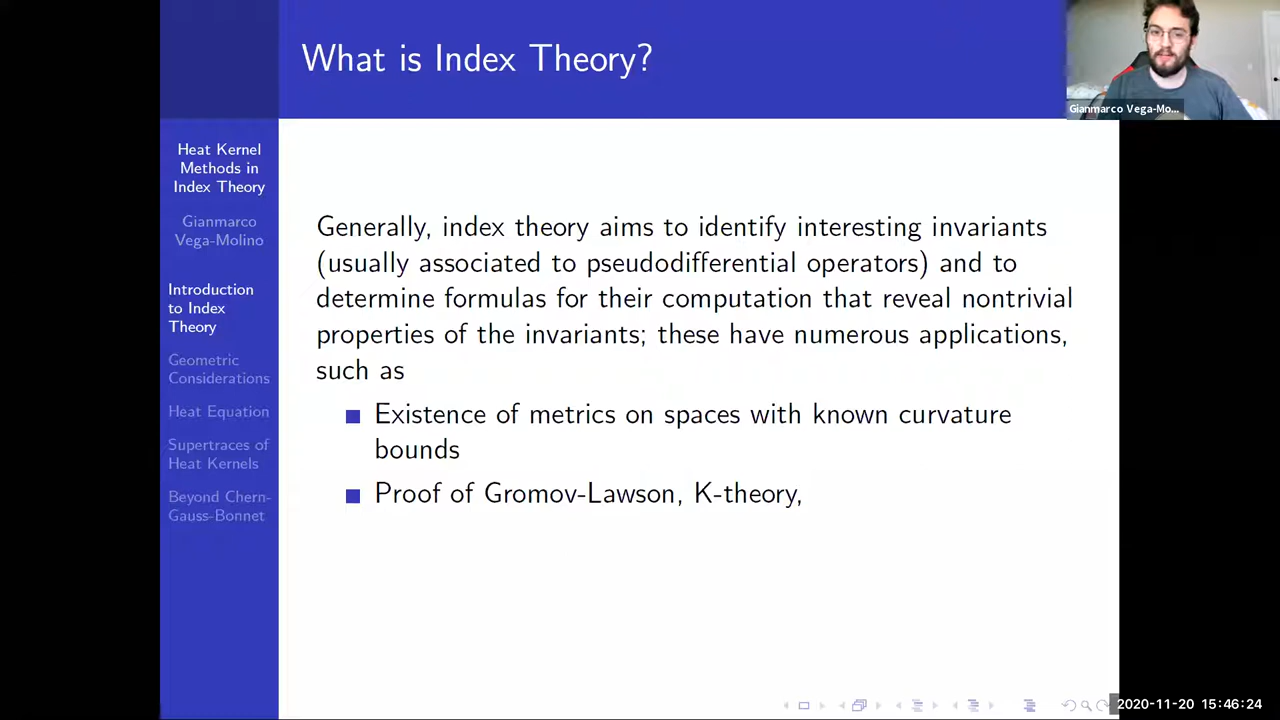 What is Index Theory?
Gianmarco Vega-Mo...
Heat Kernel
Methods in
Index Theory
Gianmarco
Vega-Molino
Introduction
to Index
Theory
Geometric
Considerations
Heat Equation
Supertraces of
Heat Kernels
Beyond Chern-
Gauss-Bonnet
Generally, index theory aims to identify interesting invariants
(usually associated to pseudodifferential operators) and to
determine formulas for their computation that reveal nontrivial
properties of the invariants; these have numerous applications,
such as
Existence of metrics on spaces with known curvature
bounds
Proof of Gromov-Lawson, K-theory,
2020-11-20 15:46:24